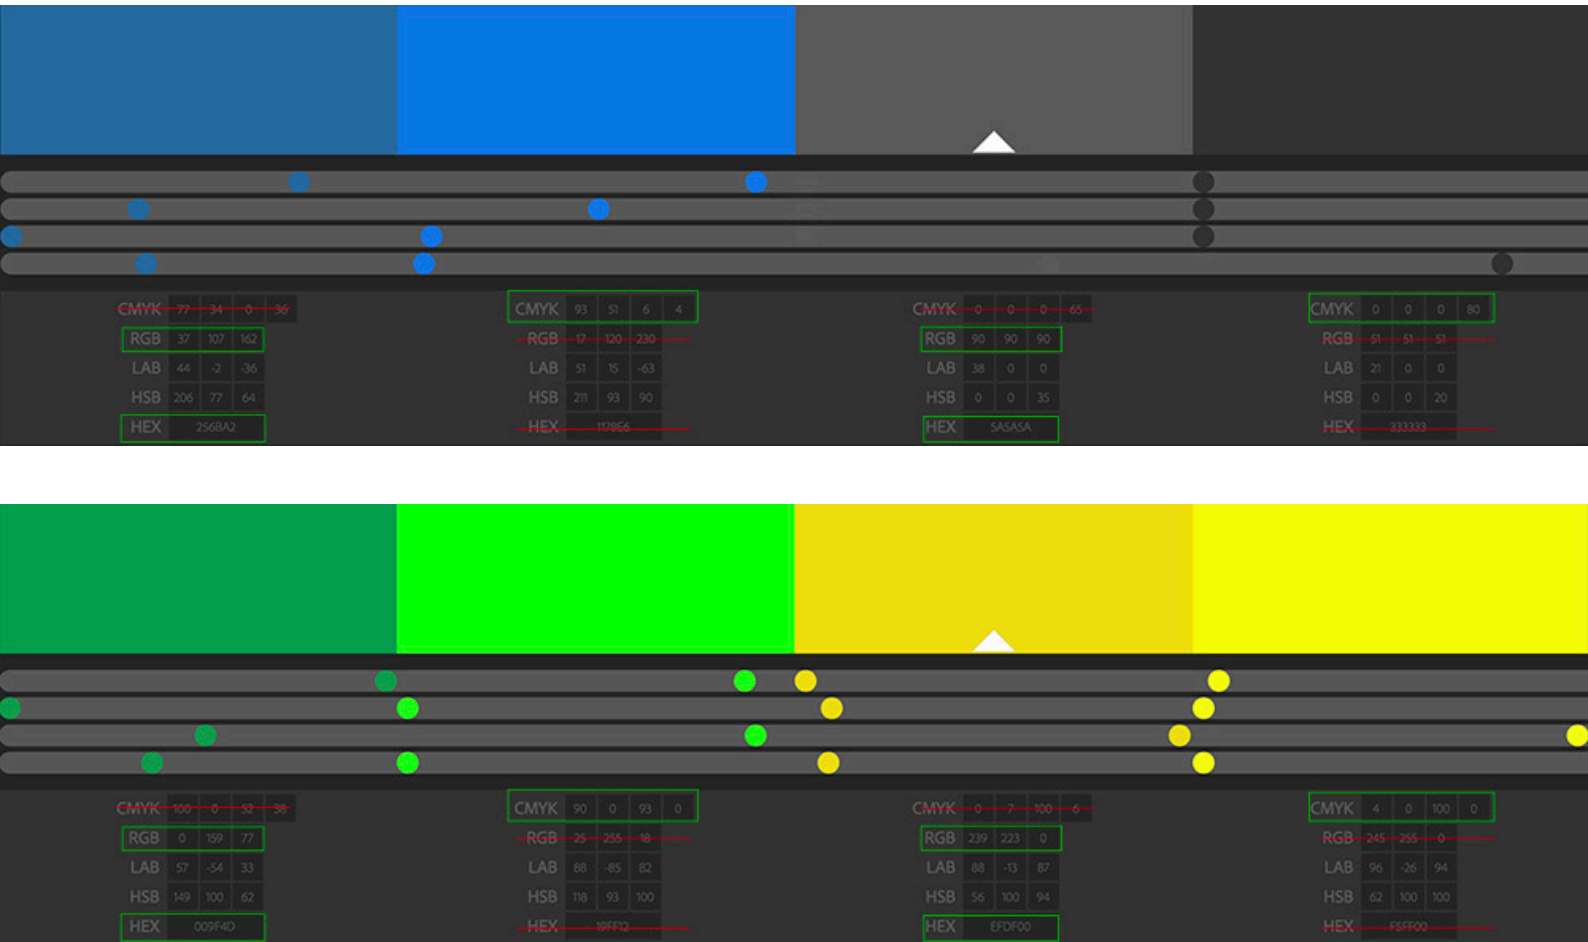 CMYK 77 34 0 36
RGB 37 107 162
LAB 44 -2 -36
HSB 206 77 64
HEX 256BA2
CMYK 93 51 6 4
RGB 17 120 230
LAB 51 15 -63
HSB 211 93 90
HEX 1178E6
CMYK 0 0 0 65
RGB 90 90 90
LAB 38 0 0
HSB 0 0 35
HEX 5A5A5A
CMYK 0 0 0 80
RGB 51 51 51
LAB 21 0 0
HSB 0 0 20
HEX 333333
CMYK 100 0 52 38
RGB 0 159 77
LAB 57 -54 33
HSB 149 100 62
HEX 009F4D
CMYK 90 0 93 0
RGB 25 255 18
LAB 88 -85 82
HSB 118 93 100
HEX 19FF12
CMYK 0 7 100 6
RGB 239 223 0
LAB 88 -13 87
HSB 56 100 94
HEX EFDF00
CMYK 4 0 100 0
RGB 245 255 0
LAB 96 -26 94
HSB 62 100 100
HEX F5FF00